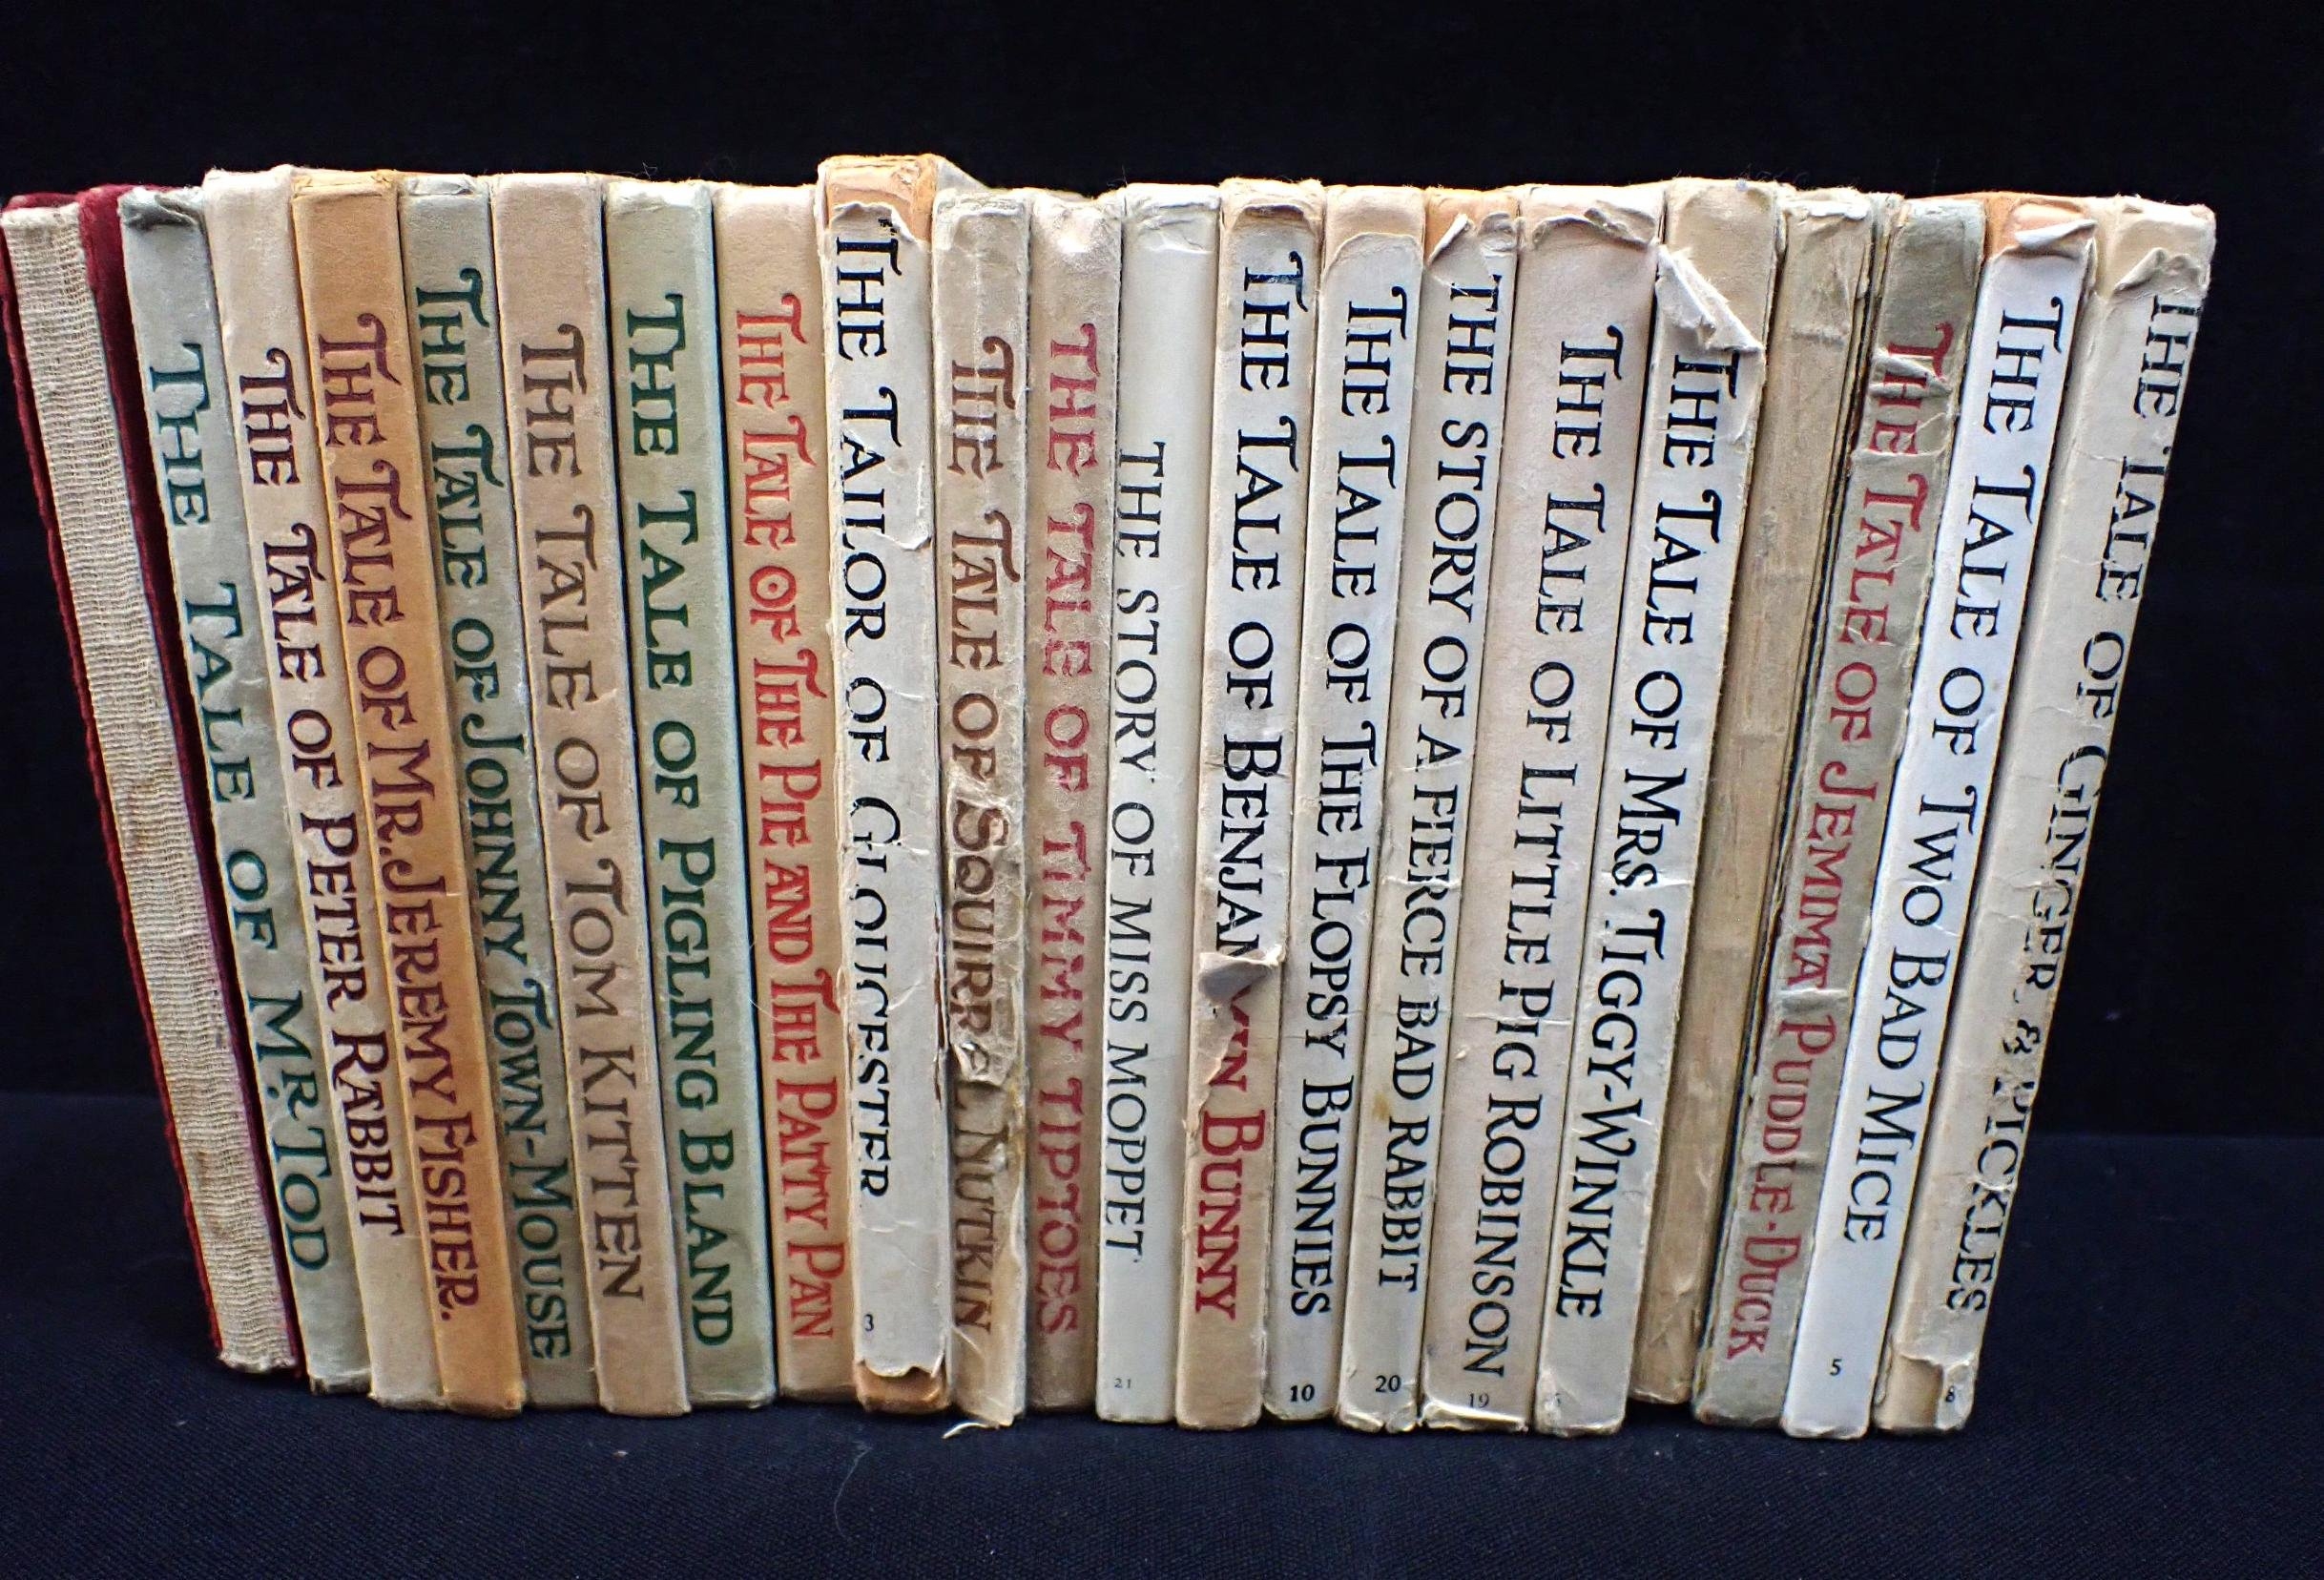 THE TALE OF MR. TOD
THE TALE OF PETER RABBIT
THE TALE OF MR. JEREMY FISHER.
THE TALE OF JOHNNY TOWN-MOUSE
THE TALE OF TOM KITTEN
THE TALE OF PIGLING BLAND
THE TALE OF THE PIE AND THE PATTY PAN
THE TAILOR OF GLOUCESTER
3
THE TALE OF SQUIRREL NUTKIN
THE TALE OF TIMMY TIPTOES
THE STORY OF MISS MOPPET
21
THE TALE OF BENJAMIN BUNNY
THE TALE OF THE FLOPSY BUNNIES
10
THE STORY OF A FIERCE BAD RABBIT
20
THE TALE OF LITTLE PIG ROBINSON
19
THE TALE OF MRS. TIGGY-WINKLE
THE TALE OF JEMIMA PUDDLE-DUCK
THE TALE OF TWO BAD MICE
5
THE TALE OF GINGER & PICKLES
8